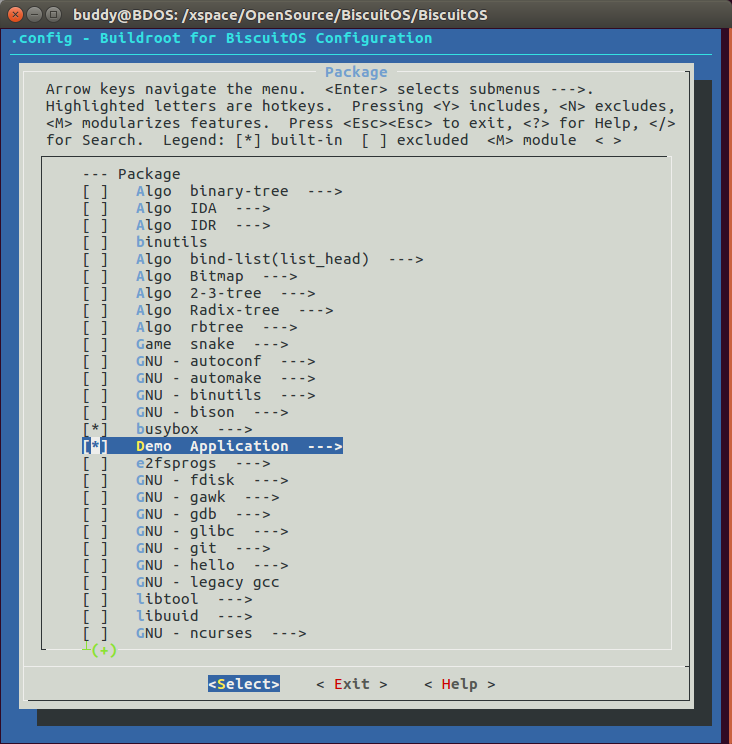 buddy@BDOS: /xspace/OpenSource/BiscuitOS/BiscuitOS
.config - Buildroot for BiscuitOS Configuration
Package
Arrow keys navigate the menu.  <Enter> selects submenus --->.
Highlighted letters are hotkeys.  Pressing <Y> includes, <N> excludes,
<M> modularizes features.  Press <Esc><Esc> to exit, <?> for Help, </>
for Search.  Legend: [*] built-in  [ ] excluded  <M> module  < >
--- Package
[ ]   Algo  binary-tree  --->
[ ]   Algo  IDA  --->
[ ]   Algo  IDR  --->
[ ]   binutils
[ ]   Algo  bind-list(list_head)  --->
[ ]   Algo  Bitmap  --->
[ ]   Algo  2-3-tree  --->
[ ]   Algo  Radix-tree  --->
[ ]   Algo  rbtree  --->
[ ]   Game  snake  --->
[ ]   GNU - autoconf  --->
[ ]   GNU - automake  --->
[ ]   GNU - binutils  --->
[ ]   GNU - bison  --->
[*]   busybox  --->
[*]   Demo  Application  --->
[ ]   e2fsprogs  --->
[ ]   GNU - fdisk  --->
[ ]   GNU - gawk  --->
[ ]   GNU - gdb  --->
[ ]   GNU - glibc  --->
[ ]   GNU - git  --->
[ ]   GNU - hello  --->
[ ]   GNU - legacy gcc
[ ]   libtool  --->
[ ]   libuuid  --->
[ ]   GNU - ncurses  --->
┴(+)
<Select>    < Exit >    < Help >